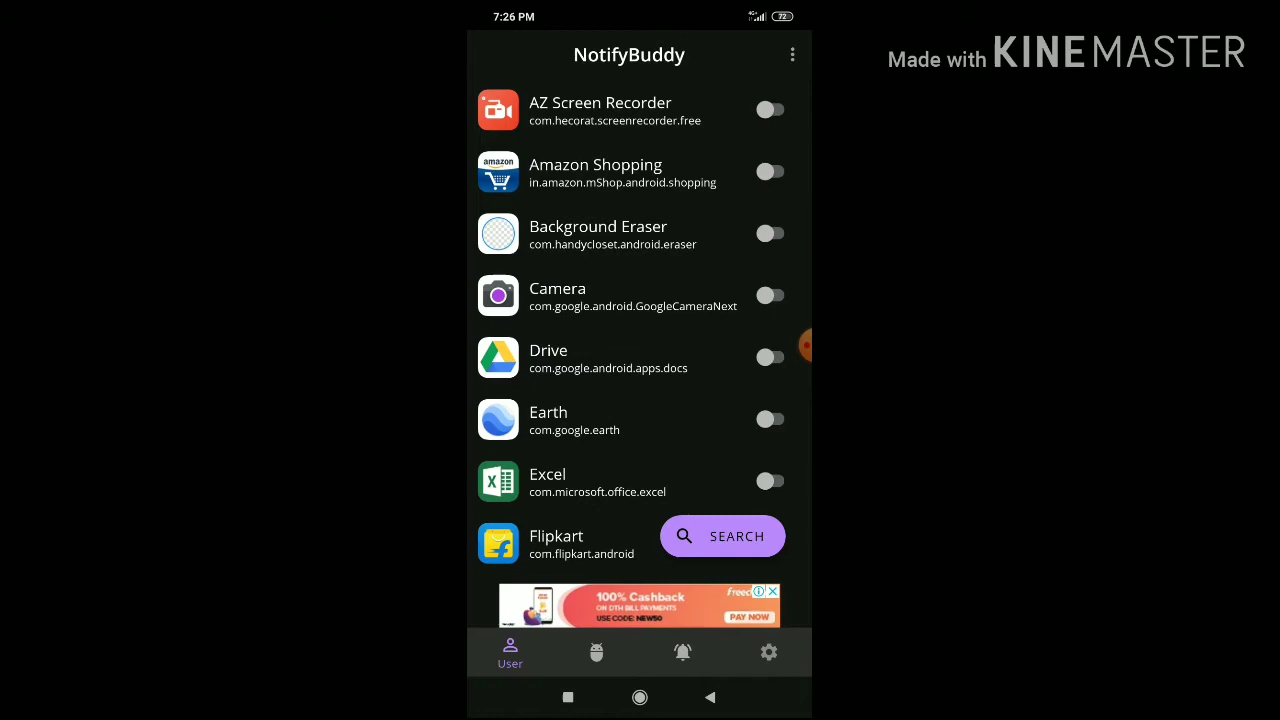 7:26 PM
4G+
72
Made with KINEMASTER
NotifyBuddy
AZ Screen Recorder
com.hecorat.screenrecorder.free
amazon
Amazon Shopping
in.amazon.mShop.android.shopping
Background Eraser
com.handycloset.android.eraser
Camera
com.google.android.GoogleCameraNext
Drive
com.google.android.apps.docs
Earth
com.google.earth
Excel
com.microsoft.office.excel
Flipkart
com.flipkart.android
SEARCH
100% Cashback
ON DTH BILL PAYMENTS
USE CODE: NEW50
PAY NOW
User